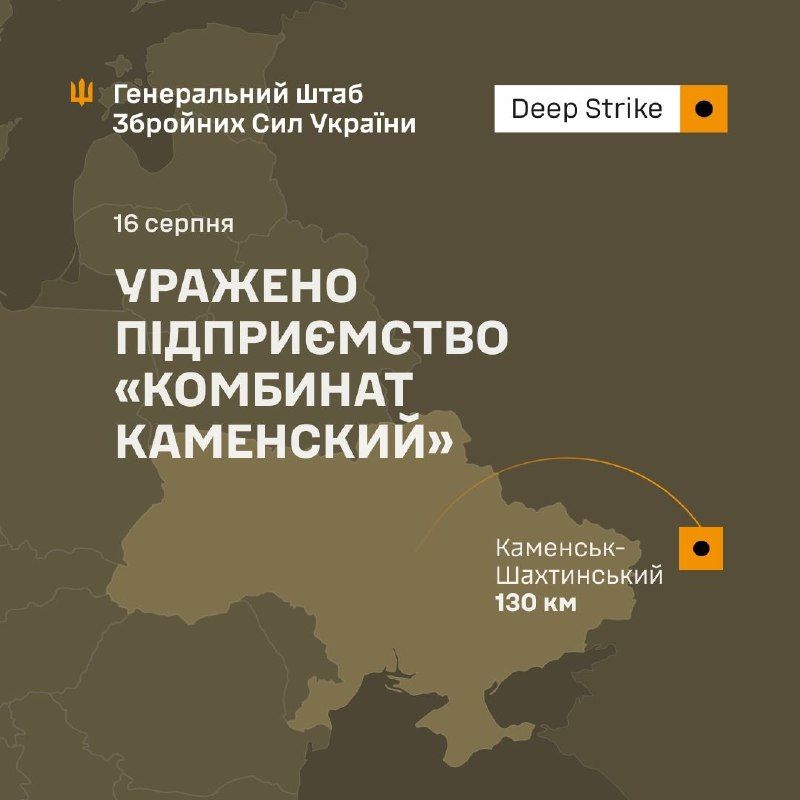 Генеральний Штаб
Збройних Сил України
Deep Strike
16 серпня
УРАЖЕНО
ПІДПРИЄМСТВО
«КОМБИНАТ
КАМЕНСКИЙ»
Каменськ-
Шахтинський
130 км